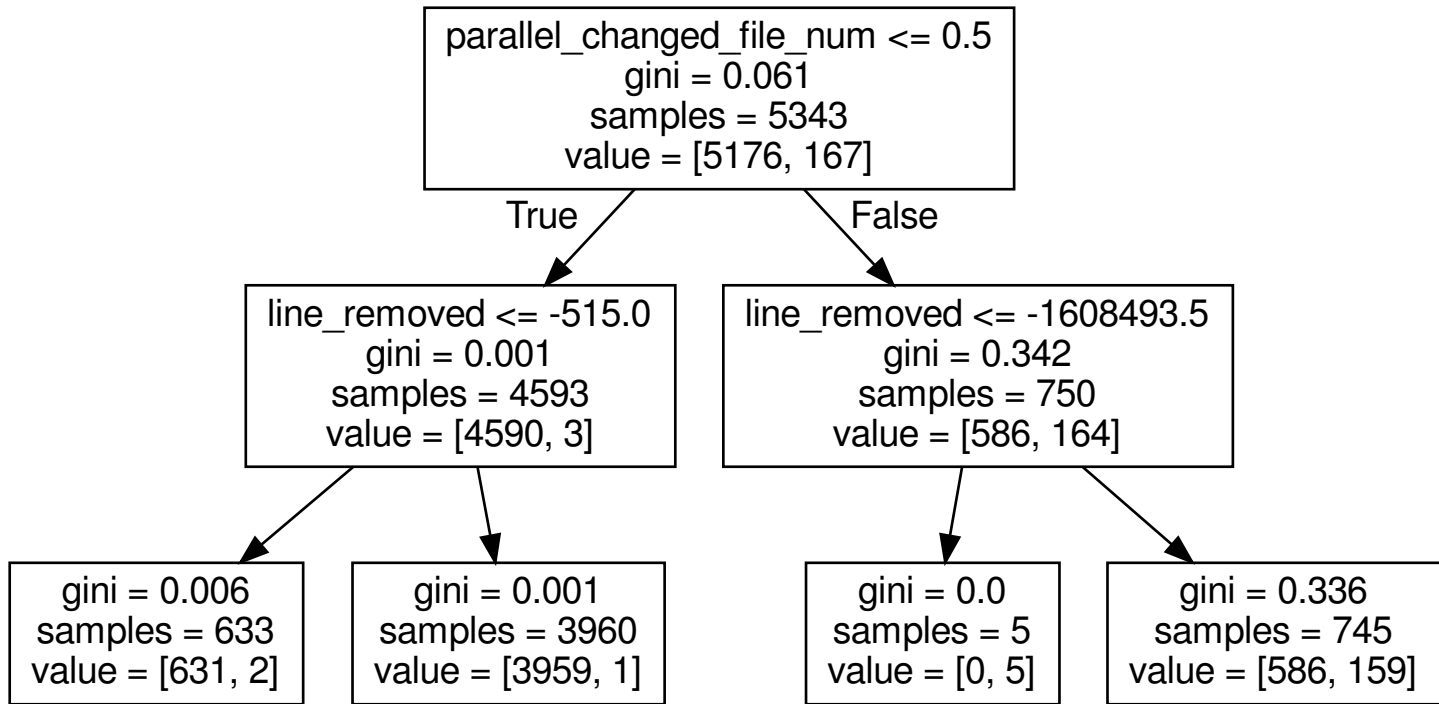 parallel_changed_file_num <= 0.5
gini = 0.061
samples = 5343
value = [5176, 167]
True
False
line_removed <= -515.0
gini = 0.001
samples = 4593
value = [4590, 3]
line_removed <= -1608493.5
gini = 0.342
samples = 750
value = [586, 164]
gini = 0.006
samples = 633
value = [631, 2]
gini = 0.001
samples = 3960
value = [3959, 1]
gini = 0.0
samples = 5
value = [0, 5]
gini = 0.336
samples = 745
value = [586, 159]